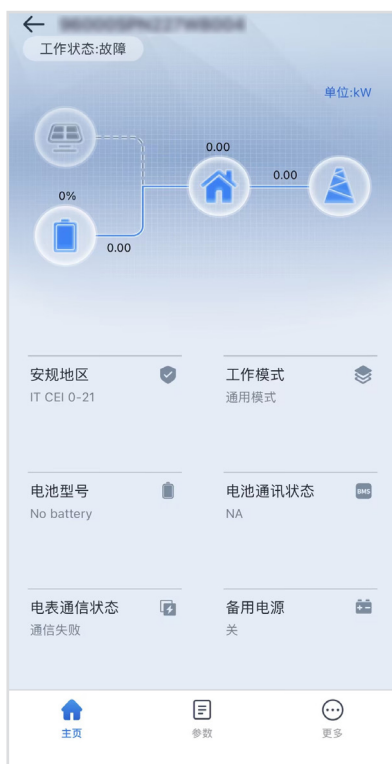 工作状态:故障
单位:kW
0.00
0.00
0%
0.00
安规地区
IT CEI 0-21
工作模式
通用模式
电池型号
No battery
电池通讯状态
BMS
NA
电表通信状态
通信失败
备用电源
关
主页
参数
更多